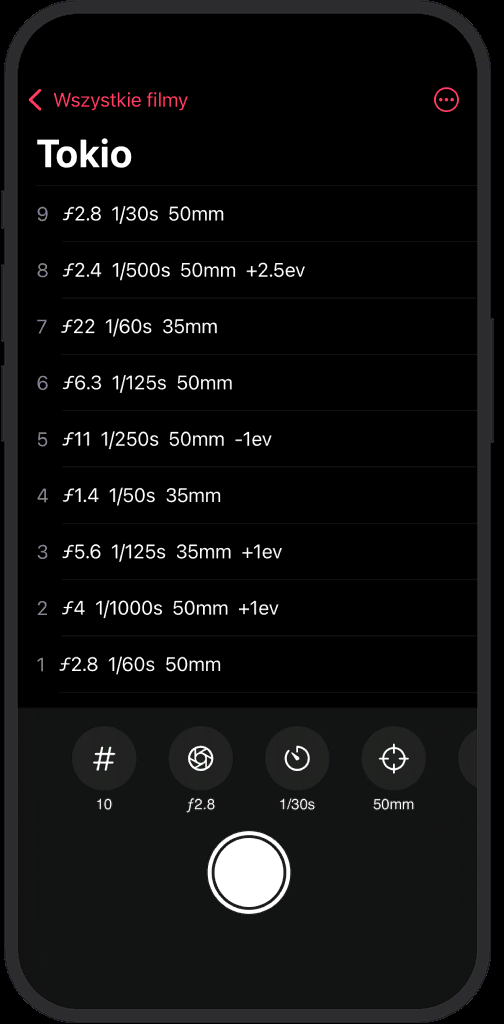 Wszystkie filmy
Tokio
9 ƒ2.8 1/30s 50mm
8 ƒ2.4 1/500s 50mm +2.5ev
7 ƒ22 1/60s 35mm
6 ƒ6.3 1/125s 50mm
5 ƒ11 1/250s 50mm -1ev
4 ƒ1.4 1/50s 35mm
3 ƒ5.6 1/125s 35mm +1ev
2 ƒ4 1/1000s 50mm +1ev
1 ƒ2.8 1/60s 50mm
#
10 ƒ2.8 1/30s 50mm